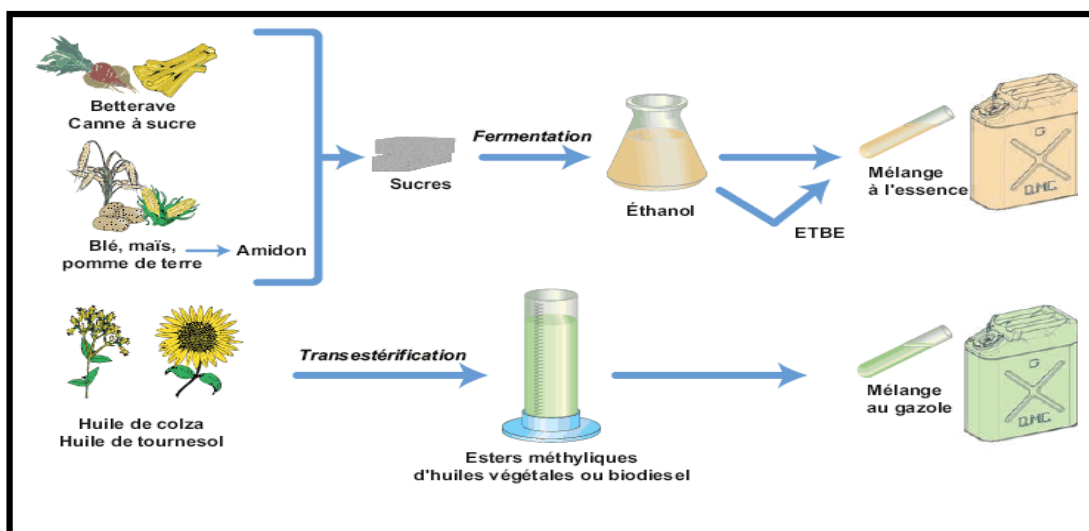 Betterave
Canne à sucre
Blé, maïs,
pomme de terre
Amidon
Sucres
Fermentation
Éthanol
ETBE
Mélange
à l'essence
G
Q.M.C.
Huile de colza
Huile de tournesol
Transestérification
Esters méthyliques
d'huiles végétales ou biodiesel
Mélange
au gazole
G
Q.M.C.